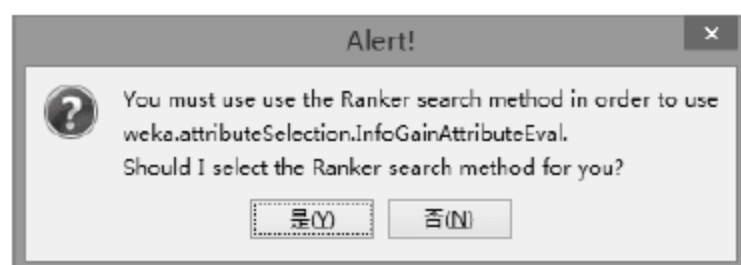 Alert!
You must use use the Ranker search method in order to use
weka.attributeSelection.InfoGainAttributeEval.
Should I select the Ranker search method for you?
是(Y) 否(N)